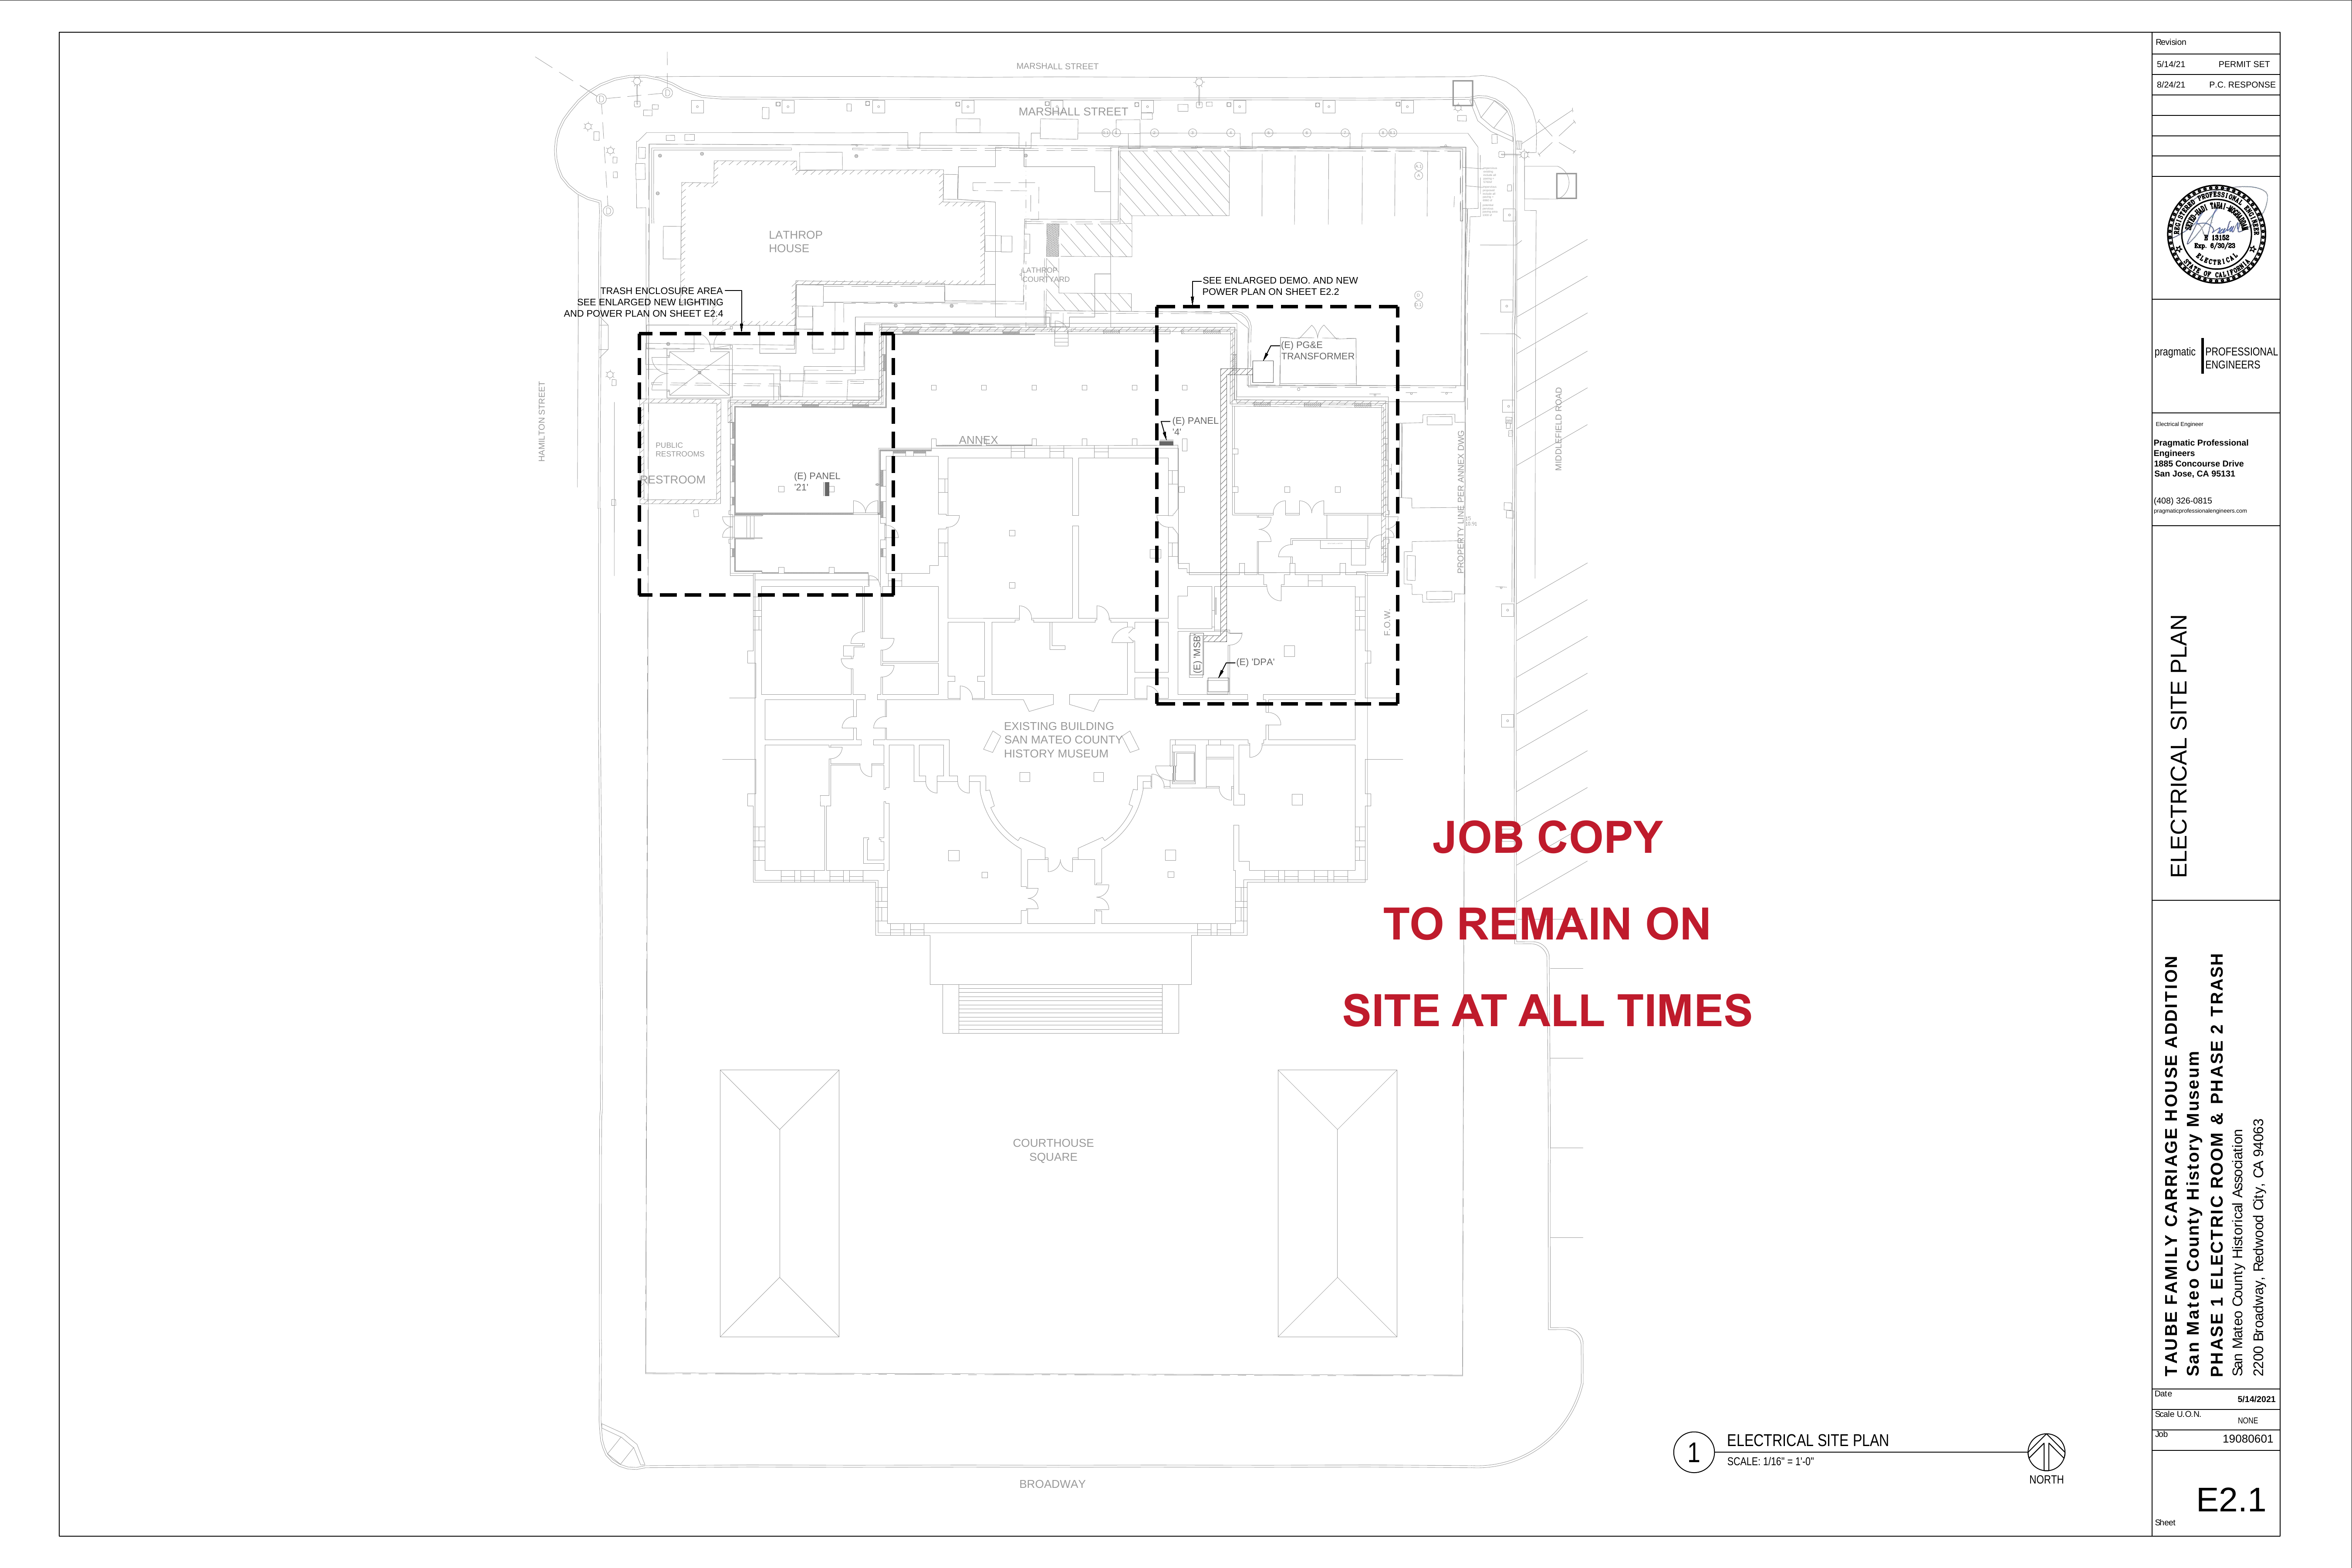 MARSHALL STREET
MARSHALL STREET
LATHROP
HOUSE
LATHROP
COURTYARD
TRASH ENCLOSURE AREA
SEE ENLARGED NEW LIGHTING
AND POWER PLAN ON SHEET E2.4
SEE ENLARGED DEMO. AND NEW
POWER PLAN ON SHEET E2.2
(E) PG&E
TRANSFORMER
(E) PANEL
'4'
ANNEX
PUBLIC
RESTROOMS
RESTROOM
(E) PANEL
'21'
HAMILTON STREET
MIDDLEFIELD ROAD
PROPERTY LINE PER ANNEX DWG
F.O.W.
(E) 'MSB'
(E) 'DPA'
EXISTING BUILDING
SAN MATEO COUNTY
HISTORY MUSEUM
JOB COPY
TO REMAIN ON
SITE AT ALL TIMES
COURTHOUSE
SQUARE
BROADWAY
1
ELECTRICAL SITE PLAN
SCALE: 1/16" = 1'-0"
NORTH
Revision
5/14/21 PERMIT SET
8/24/21 P.C. RESPONSE
REGISTERED PROFESSIONAL ENGINEER
E 13152
Exp. 6/30/23
ELECTRICAL
STATE OF CALIFORNIA
pragmatic PROFESSIONAL
ENGINEERS
Electrical Engineer
Pragmatic Professional
Engineers
1885 Concourse Drive
San Jose, CA 95131
(408) 326-0815
pragmaticprofessionalengineers.com
ELECTRICAL SITE PLAN
TAUBE FAMILY CARRIAGE HOUSE ADDITION
San Mateo County History Museum
PHASE 1 ELECTRIC ROOM & PHASE 2 TRASH
San Mateo County Historical Association
2200 Broadway, Redwood City, CA 94063
Date
5/14/2021
Scale U.O.N.
NONE
Job
19080601
E2.1
Sheet